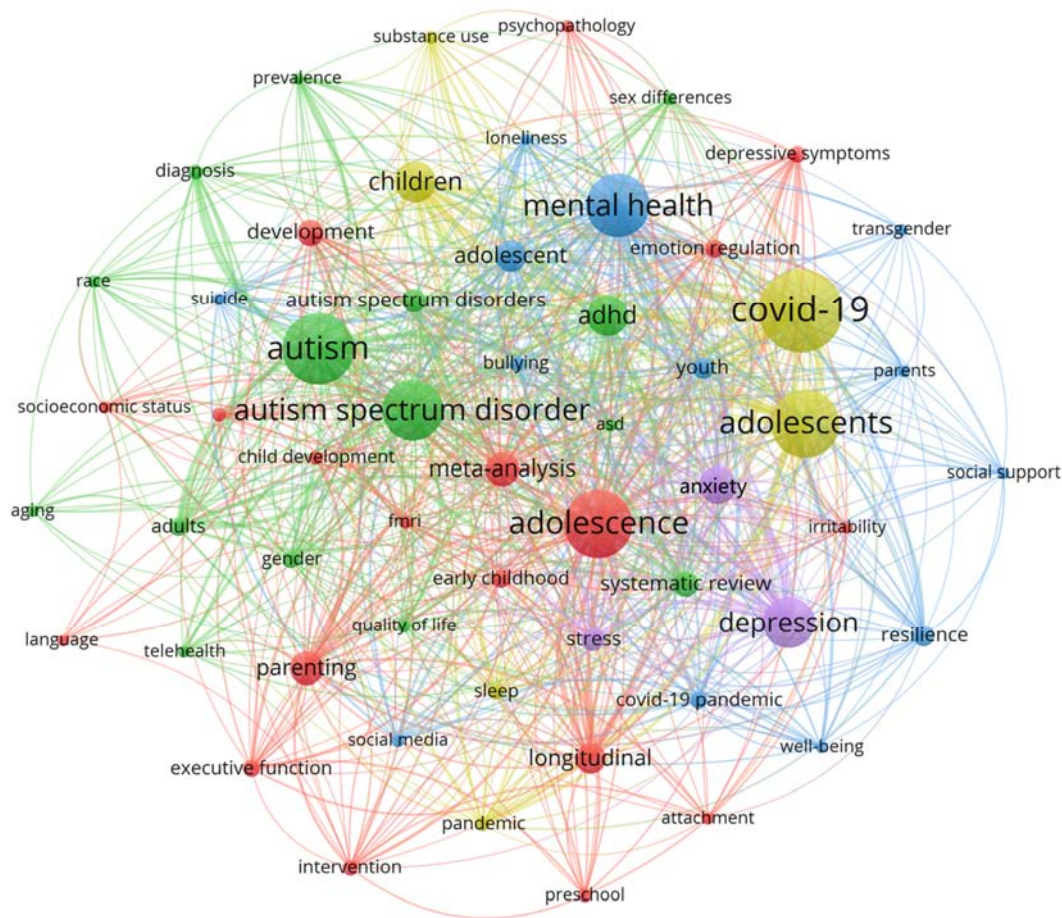 psychopathology
substance use
prevalence
sex differences
loneliness
depressive symptoms
diagnosis
children
mental health
transgender
development
adolescent
emotion regulation
race
suicide
autism spectrum disorders
covid-19
adhd
autism
bullying
youth
parents
socioeconomic status
autism spectrum disorder
adolescents
asd
child development
meta-analysis
social support
anxiety
aging
adults
fmri
adolescence
irritability
gender
early childhood
systematic review
language
telehealth
quality of life
stress
depression
resilience
parenting
sleep
covid-19 pandemic
social media
well-being
executive function
longitudinal
pandemic
attachment
intervention
preschool